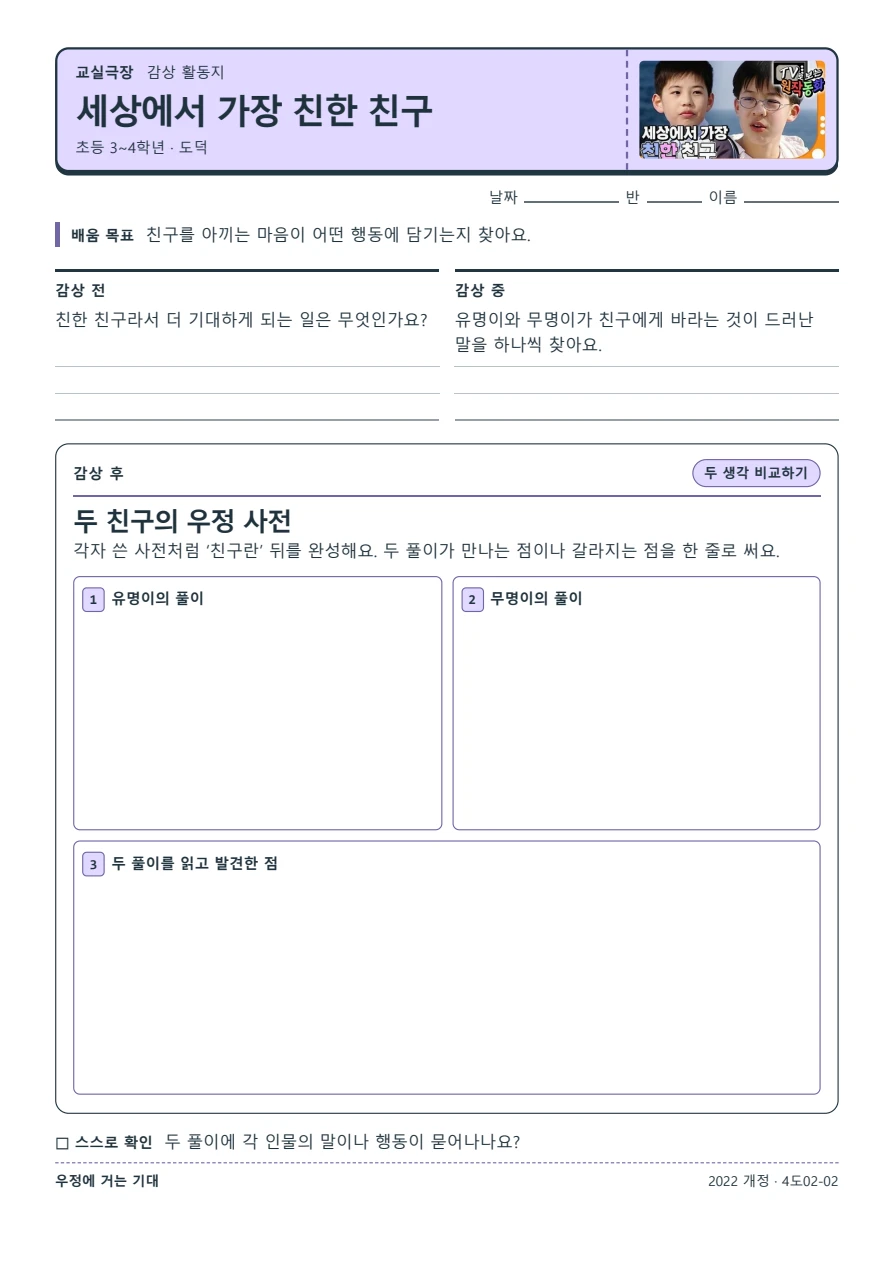 교실극장 감상 활동지
세상에서 가장 친한 친구
초등 3~4학년 · 도덕
TV로 보는
원작동화
세상에서 가장
친한 친구
날짜 반 이름
배움 목표 친구를 아끼는 마음이 어떤 행동에 담기는지 찾아요.
감상 전
친한 친구라서 더 기대하게 되는 일은 무엇인가요?
감상 중
유명이와 무명이가 친구에게 바라는 것이 드러난
말을 하나씩 찾아요.
감상 후
두 생각 비교하기
두 친구의 우정 사전
각자 쓴 사전처럼 ‘친구란’ 뒤를 완성해요. 두 풀이가 만나는 점이나 갈라지는 점을 한 줄로 써요.
1 유명이의 풀이
2 무명이의 풀이
3 두 풀이를 읽고 발견한 점
□ 스스로 확인 두 풀이에 각 인물의 말이나 행동이 묻어나나요?
우정에 거는 기대
2022 개정 · 4도02-02